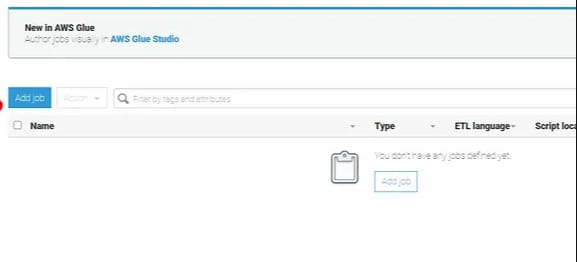 New in AWS Glue
Author jobs visually in AWS Glue Studio
Add job Action Filter by tags and attributes
Name Type ETL language Script loca
You don't have any jobs defined yet.
Add job